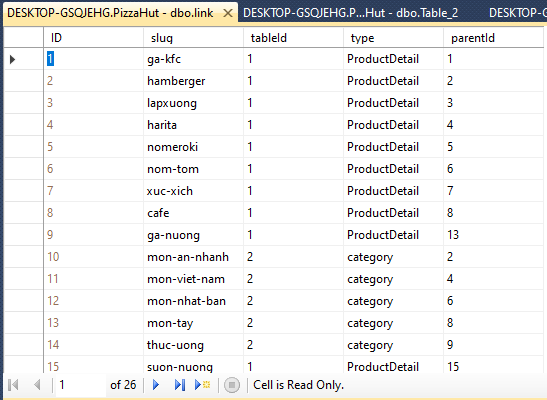 DESKTOP-GSQJEHG.PizzaHut - dbo.link DESKTOP-GSQJEHG.P...Hut - dbo.Table_2 DESKTOP-G
ID slug tableId type parentId
1 ga-kfc 1 ProductDetail 1
2 hamberger 1 ProductDetail 2
3 lapxuong 1 ProductDetail 3
4 harita 1 ProductDetail 4
5 nomeroki 1 ProductDetail 5
6 nom-tom 1 ProductDetail 6
7 xuc-xich 1 ProductDetail 7
8 cafe 1 ProductDetail 8
9 ga-nuong 1 ProductDetail 13
10 mon-an-nhanh 2 category 2
11 mon-viet-nam 2 category 4
12 mon-nhat-ban 2 category 6
13 mon-tay 2 category 8
14 thuc-uong 2 category 9
15 suon-nuong 1 ProductDetail 15
1 of 26 Cell is Read Only.